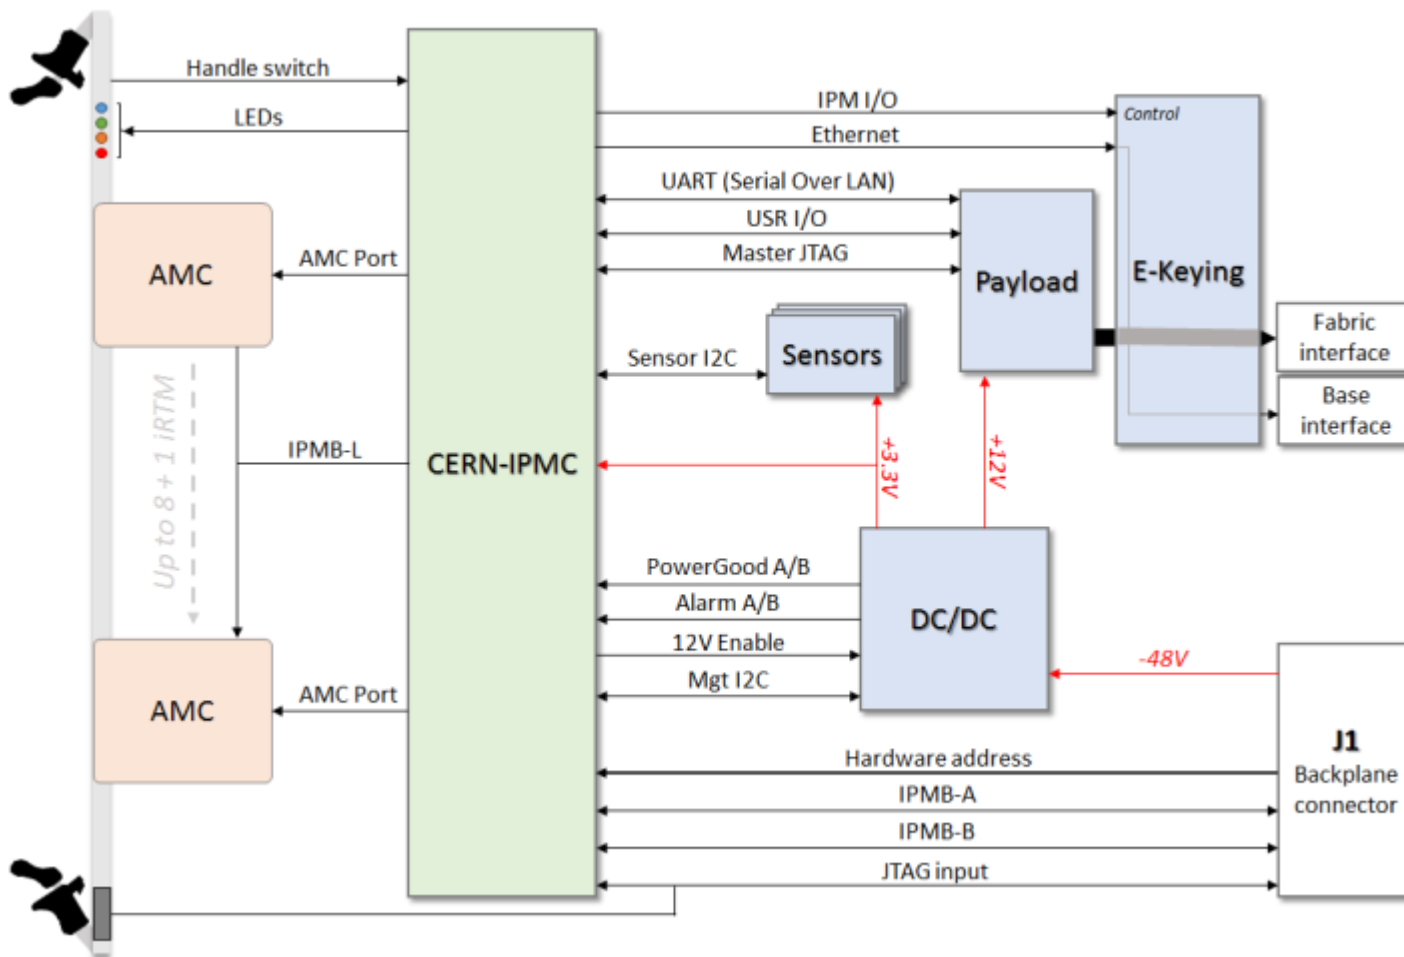 Handle switch
LEDs
IPM I/O
Control
Ethernet
UART (Serial Over LAN)
USR I/O
Master JTAG
AMC Port
AMC
Payload
E-Keying
Fabric
interface
Sensor I2C
Sensors
Base
interface
Up to 8 + 1 iRTM
IPMB-L
CERN-IPMC
+3.3V
+12V
PowerGood A/B
Alarm A/B
12V Enable
Mgt I2C
DC/DC
-48V
AMC Port
AMC
J1
Backplane
connector
Hardware address
IPMB-A
IPMB-B
JTAG input